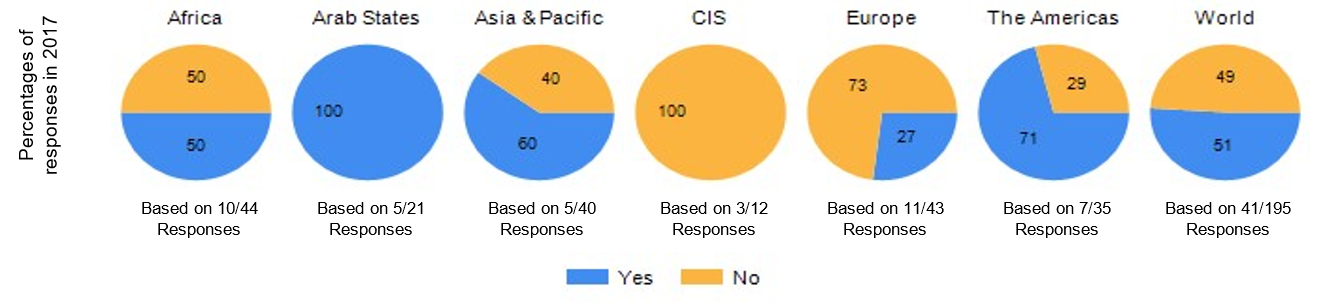 Percentages of
responses in 2017
Africa
50
50
Based on 10/44
Responses
Arab States
100
Based on 5/21
Responses
Asia & Pacific
40
60
Based on 5/40
Responses
CIS
100
Based on 3/12
Responses
Europe
73
27
Based on 11/43
Responses
The Americas
29
71
Based on 7/35
Responses
World
49
51
Based on 41/195
Responses
Yes
No